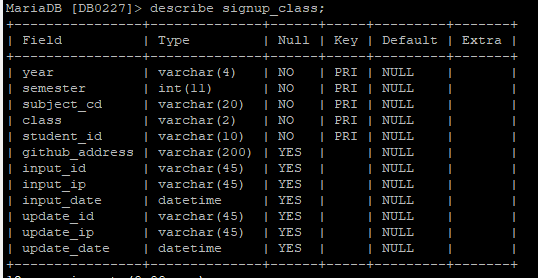 MariaDB [DB0227]> describe signup_class;
+----------------+--------------+------+-----+---------+-------+
| Field          | Type         | Null | Key | Default | Extra |
+----------------+--------------+------+-----+---------+-------+
| year           | varchar(4)   | NO   | PRI | NULL    |       |
| semester       | int(11)      | NO   | PRI | NULL    |       |
| subject_cd     | varchar(20)  | NO   | PRI | NULL    |       |
| class          | varchar(2)   | NO   | PRI | NULL    |       |
| student_id     | varchar(10)  | NO   | PRI | NULL    |       |
| github_address | varchar(200) | YES  |     | NULL    |       |
| input_id       | varchar(45)  | YES  |     | NULL    |       |
| input_ip       | varchar(45)  | YES  |     | NULL    |       |
| input_date     | datetime     | YES  |     | NULL    |       |
| update_id      | varchar(45)  | YES  |     | NULL    |       |
| update_ip      | varchar(45)  | YES  |     | NULL    |       |
| update_date    | datetime     | YES  |     | NULL    |       |
+----------------+--------------+------+-----+---------+-------+